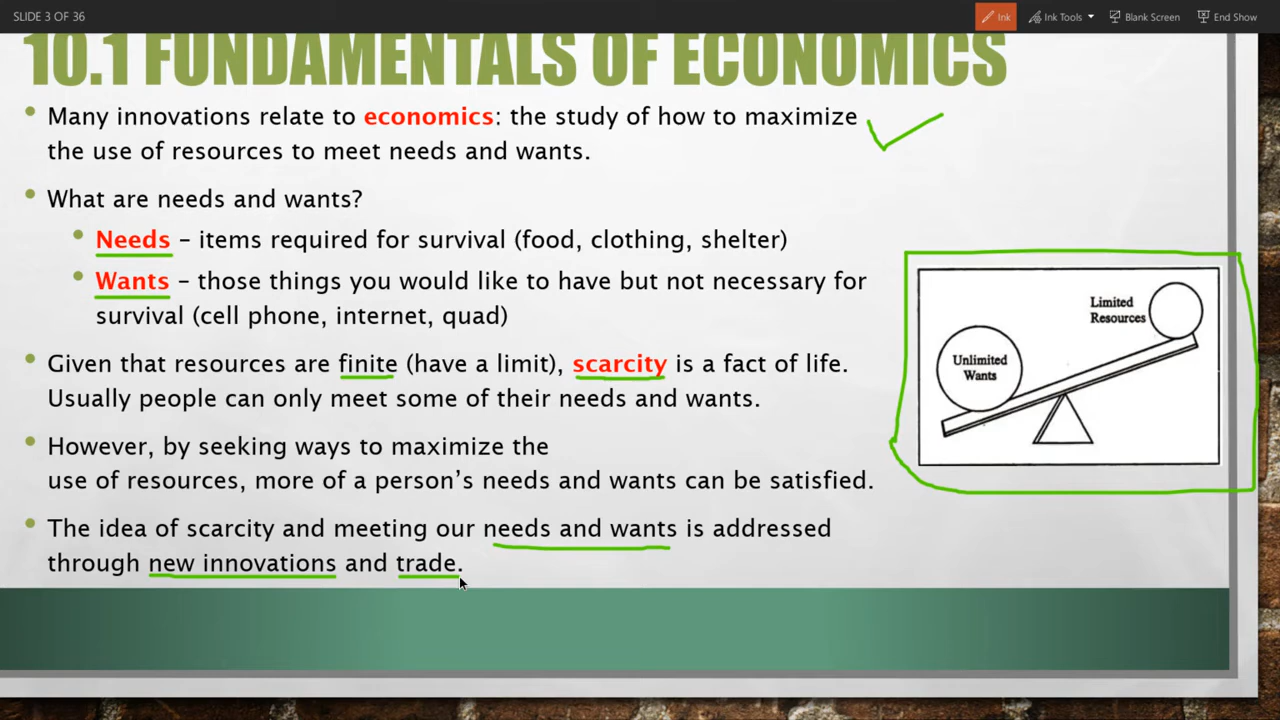 SLIDE 3 OF 36
Ink
Ink Tools
Blank Screen
End Show
10.1 FUNDAMENTALS OF ECONOMICS
• Many innovations relate to economics: the study of how to maximize
the use of resources to meet needs and wants.
• What are needs and wants?
• Needs – items required for survival (food, clothing, shelter)
• Wants – those things you would like to have but not necessary for
survival (cell phone, internet, quad)
• Given that resources are finite (have a limit), scarcity is a fact of life.
Usually people can only meet some of their needs and wants.
• However, by seeking ways to maximize the
use of resources, more of a person's needs and wants can be satisfied.
• The idea of scarcity and meeting our needs and wants is addressed
through new innovations and trade.
Limited
Resources
Unlimited
Wants